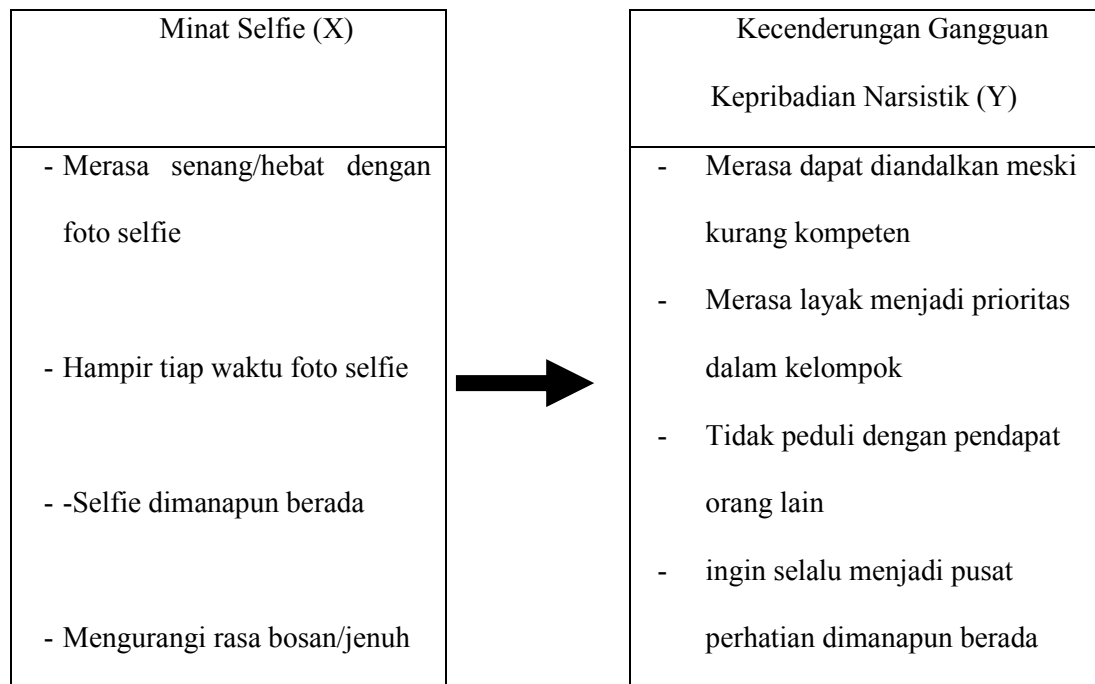 Minat Selfie (X)
- Merasa senang/hebat dengan
foto selfie
- Hampir tiap waktu foto selfie
- -Selfie dimanapun berada
- Mengurangi rasa bosan/jenuh
Kecenderungan Gangguan
Kepribadian Narsistik (Y)
- Merasa dapat diandalkan meski
kurang kompeten
- Merasa layak menjadi prioritas
dalam kelompok
- Tidak peduli dengan pendapat
orang lain
- ingin selalu menjadi pusat
perhatian dimanapun berada